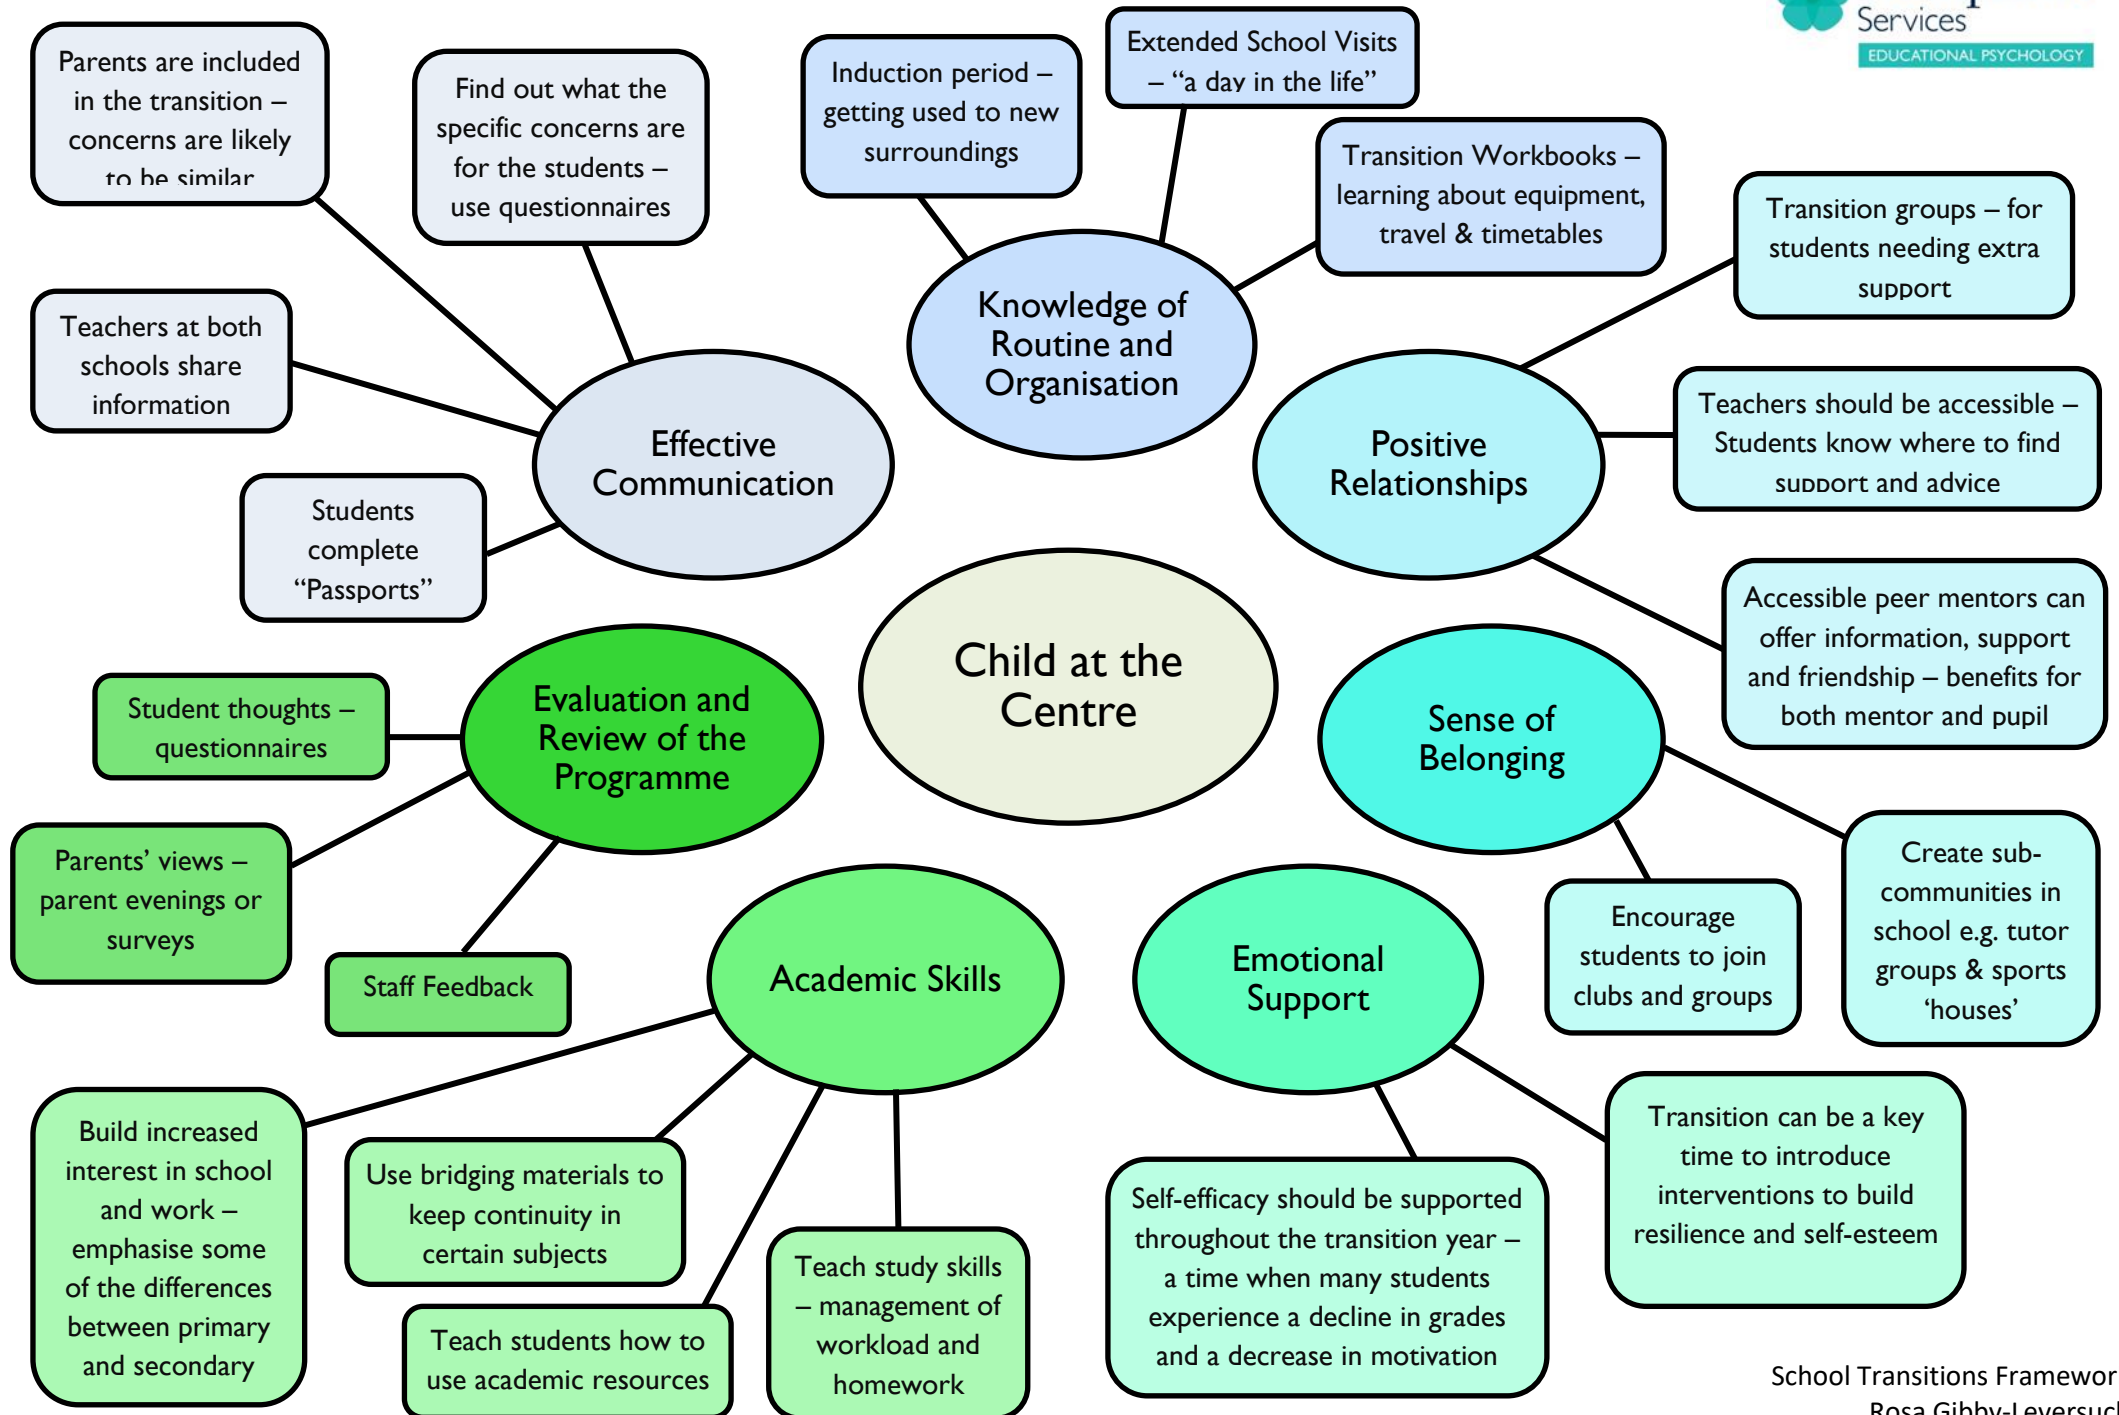 Services
EDUCATIONAL PSYCHOLOGY
Parents are included
in the transition –
concerns are likely
to be similar
Find out what the
specific concerns are
for the students –
use questionnaires
Induction period –
getting used to new
surroundings
Extended School Visits
– “a day in the life”
Transition Workbooks –
learning about equipment,
travel & timetables
Transition groups – for
students needing extra
support
Teachers at both
schools share
information
Knowledge of
Routine and
Organisation
Effective
Communication
Positive
Relationships
Teachers should be accessible –
Students know where to find
support and advice
Students
complete
“Passports”
Accessible peer mentors can
offer information, support
and friendship – benefits for
both mentor and pupil
Child at the
Centre
Student thoughts –
questionnaires
Evaluation and
Review of the
Programme
Sense of
Belonging
Parents’ views –
parent evenings or
surveys
Staff Feedback
Academic Skills
Emotional
Support
Encourage
students to join
clubs and groups
Create sub-
communities in
school e.g. tutor
groups & sports
‘houses’
Build increased
interest in school
and work –
emphasise some
of the differences
between primary
and secondary
Use bridging materials to
keep continuity in
certain subjects
Teach students how to
use academic resources
Teach study skills
– management of
workload and
homework
Self-efficacy should be supported
throughout the transition year –
a time when many students
experience a decline in grades
and a decrease in motivation
Transition can be a key
time to introduce
interventions to build
resilience and self-esteem
School Transitions Framewor
Rosa Gibby-Leversuch